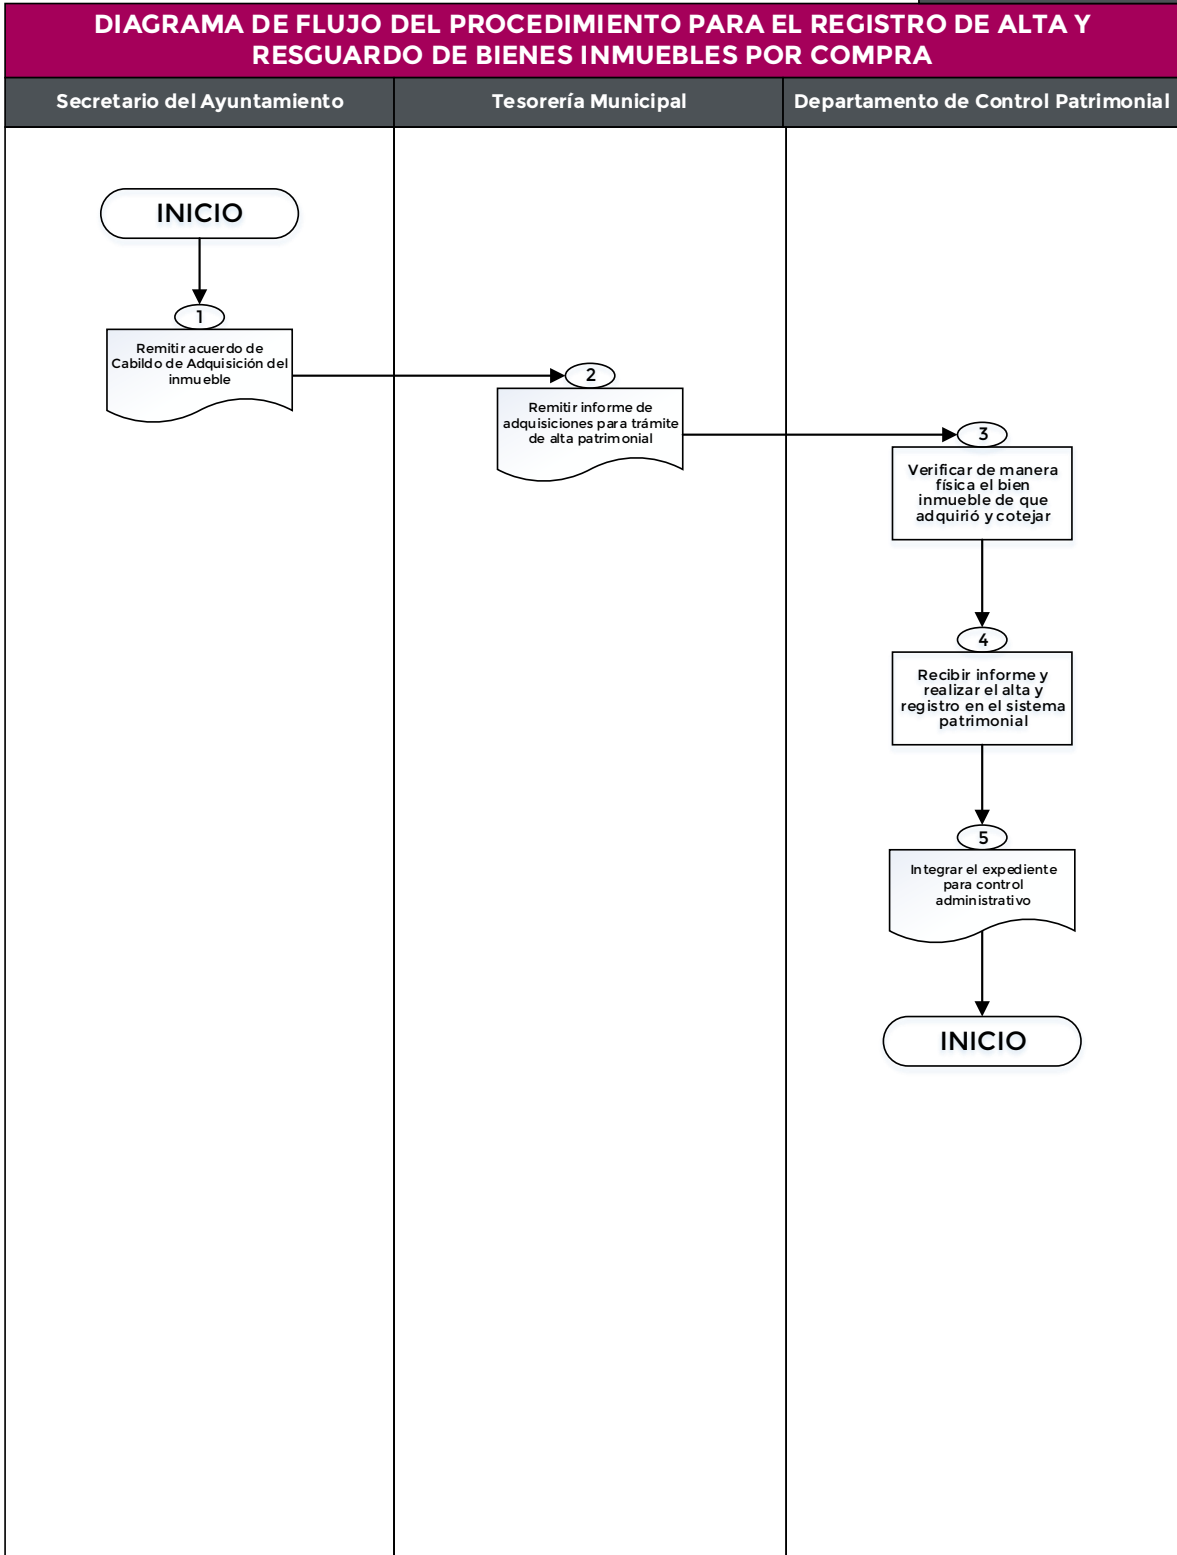 DIAGRAMA DE FLUJO DEL PROCEDIMIENTO PARA EL REGISTRO DE ALTA Y
RESGUARDO DE BIENES INMUEBLES POR COMPRA
Secretario del Ayuntamiento
Tesorería Municipal
Departamento de Control Patrimonial
INICIO
1
Remitir acuerdo de
Cabildo de Adquisición del
inmueble
2
Remitir informe de
adquisiciones para trámite
de alta patrimonial
3
Verificar de manera
física el bien
inmueble de que
adquirió y cotejar
4
Recibir informe y
realizar el alta y
registro en el sistema
patrimonial
5
Integrar el expediente
para control
administrativo
INICIO